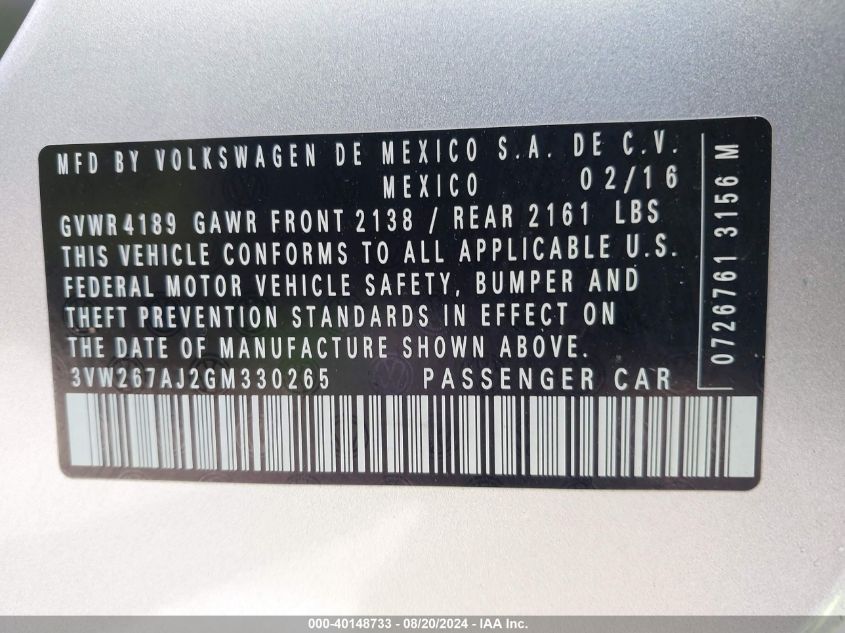 MFD BY VOLKSWAGEN DE MEXICO S.A. DE C.V.
MEXICO 02/16
GVWR 4189 GAWR FRONT 2138 / REAR 2161 LBS
THIS VEHICLE CONFORMS TO ALL APPLICABLE U.S.
FEDERAL MOTOR VEHICLE SAFETY, BUMPER AND
THEFT PREVENTION STANDARDS IN EFFECT ON
THE DATE OF MANUFACTURE SHOWN ABOVE.
3VW267AJ2GM330265 PASSENGER CAR
0726761 3156 M
000-40148733 - 08/20/2024 - IAA Inc.